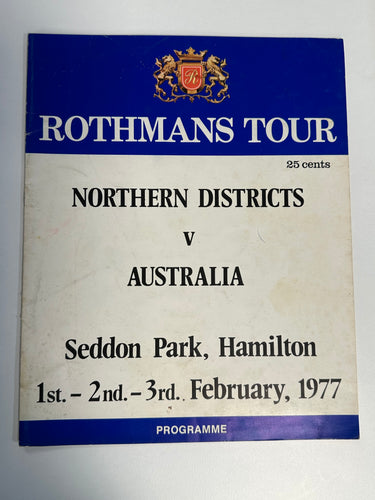 R
ROTHMANS TOUR
25 cents
NORTHERN DISTRICTS
v
AUSTRALIA
Seddon Park, Hamilton
1st. – 2nd. – 3rd. February, 1977
PROGRAMME